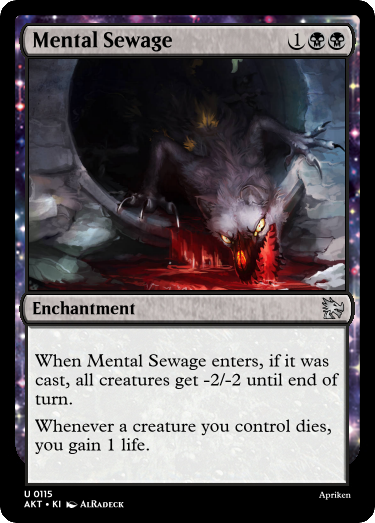 Mental Sewage 1
Enchantment
When Mental Sewage enters, if it was
cast, all creatures get -2/-2 until end of
turn.
Whenever a creature you control dies,
you gain 1 life.
U 0115
AKT • KI ALRADECK
Apriken